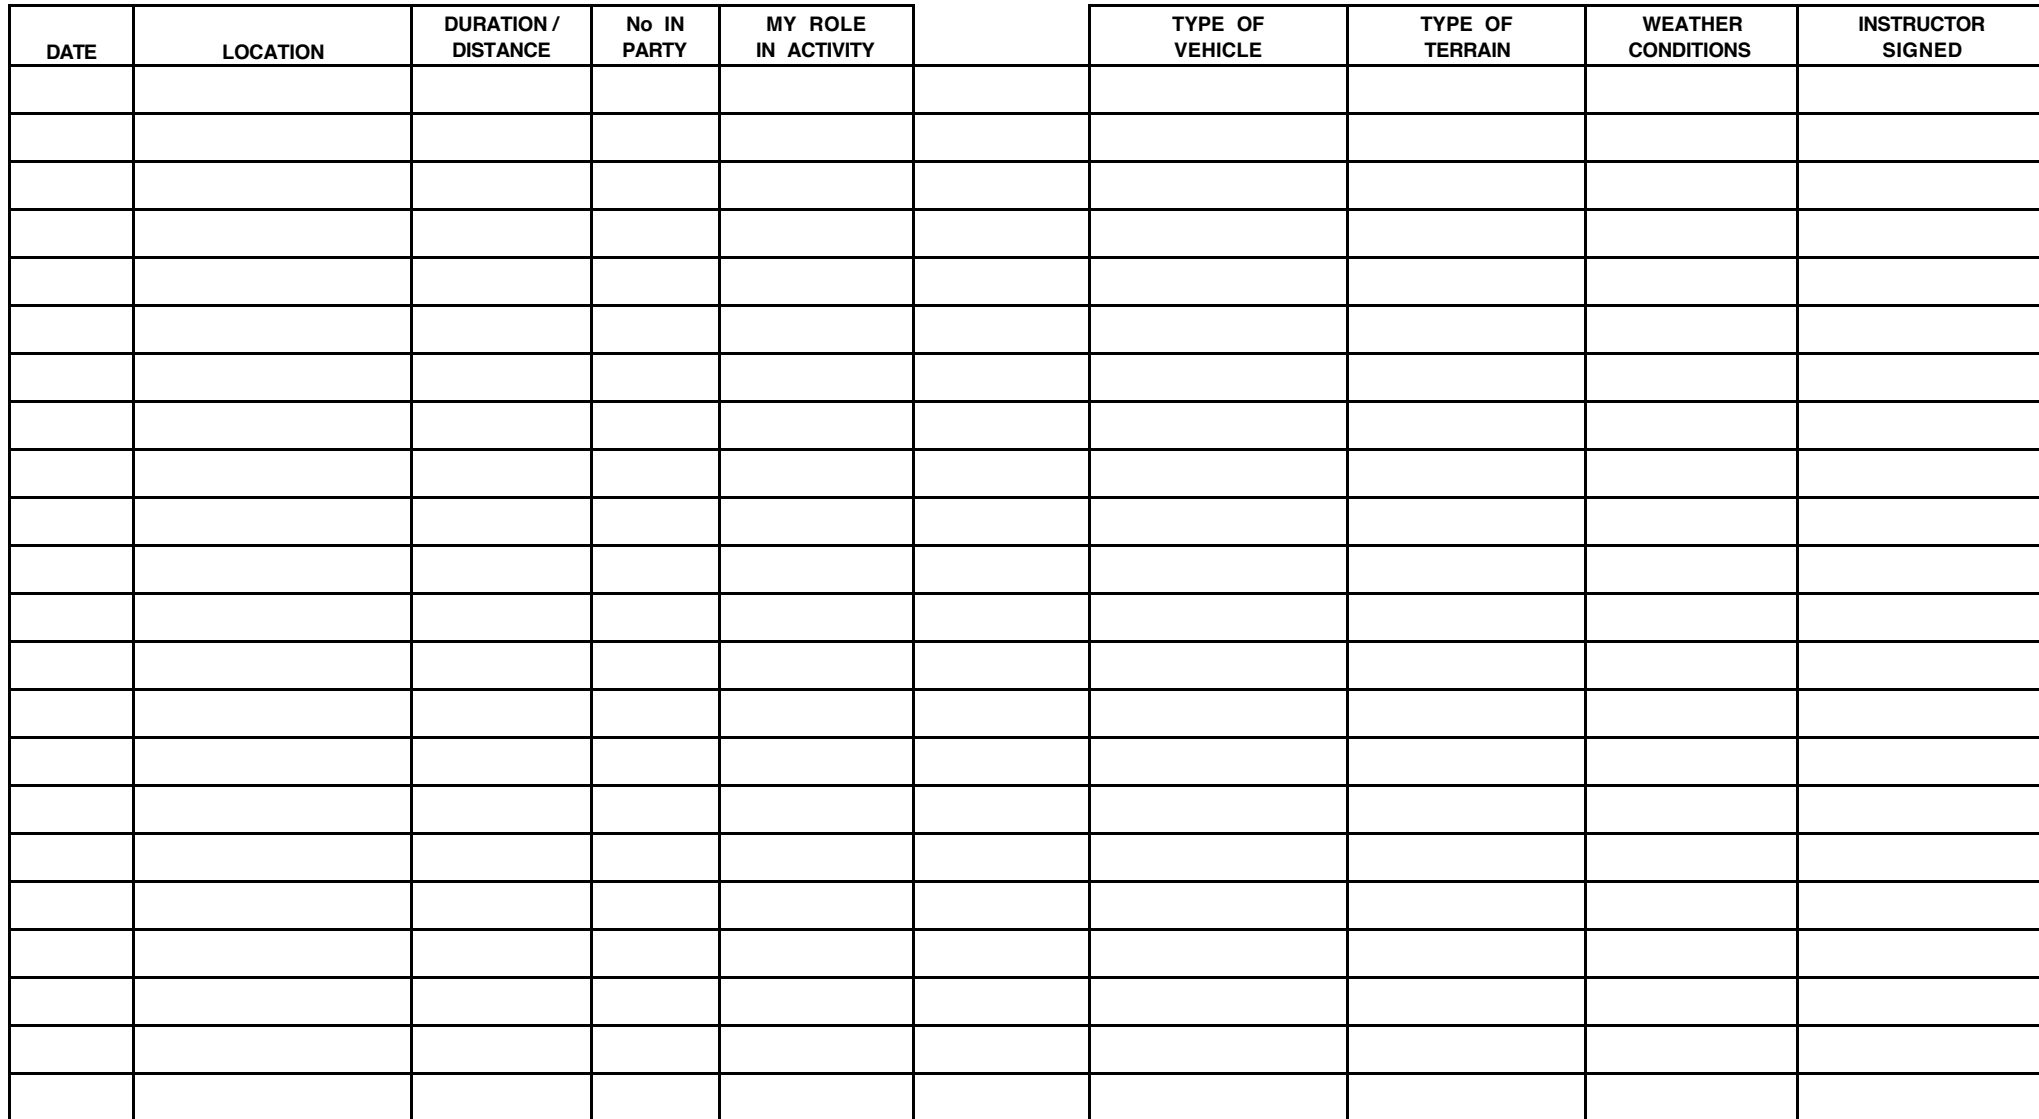 DATE
LOCATION
DURATION /
DISTANCE
No IN
PARTY
MY ROLE
IN ACTIVITY
TYPE OF
VEHICLE
TYPE OF
TERRAIN
WEATHER
CONDITIONS
INSTRUCTOR
SIGNED